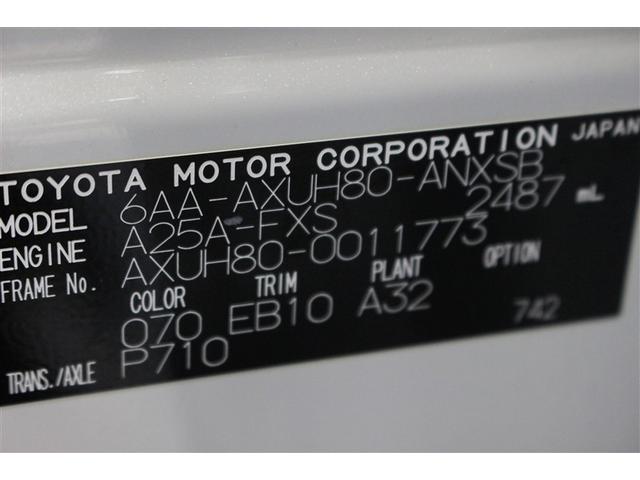 TOYOTA MOTOR CORPORATION JAPAN
MODEL 6AA-AXUH80-ANXSB
ENGINE A25A-FXS 2487 mL
FRAME No. AXUH80-0011773
COLOR TRIM PLANT OPTION
070 EB10 A32 742
TRANS./AXLE P710